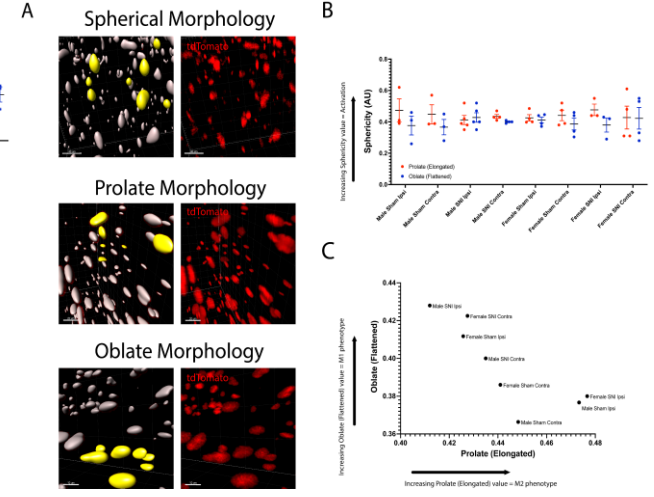 A
Spherical Morphology
tdTomato
Prolate Morphology
tdTomato
Oblate Morphology
tdTomato
B
Increasing Sphericity value = Activation
Sphericity (AU)
0.8
0.6
0.4
0.2
0.0
Prolate (Elongated)
Oblate (Flattened)
Male Sham Ipsi
Male Sham Contra
Male SNI Ipsi
Male SNI Contra
Female Sham Ipsi
Female Sham Contra
Female SNI Ipsi
Female SNI Contra
C
Increasing Oblate (Flattened) value = M1 phenotype
Oblate (Flattened)
0.44
0.42
0.40
0.38
0.36
Male SNI Ipsi
Female SNI Contra
Female Sham Ipsi
Male SNI Contra
Female Sham Contra
Female SNI Ipsi
Male Sham Ipsi
Male Sham Contra
0.40
0.42
0.44
0.46
0.48
Prolate (Elongated)
Increasing Prolate (Elongated) value = M2 phenotype